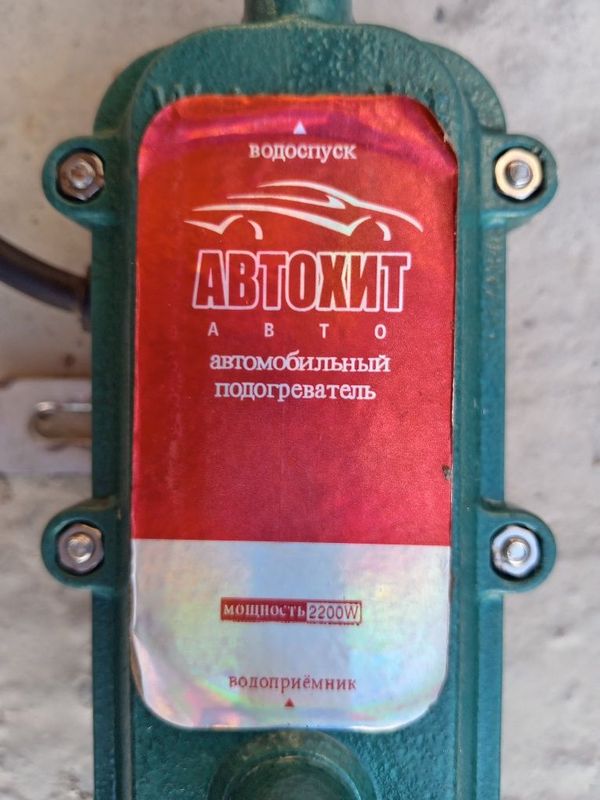 ▲
ВОДОСПУСК
АВТОХИТ
АВТО
автомобильный
подогреватель
МОЩНОСТЬ 2200W
ВОДОПРИЁМНИК
▲